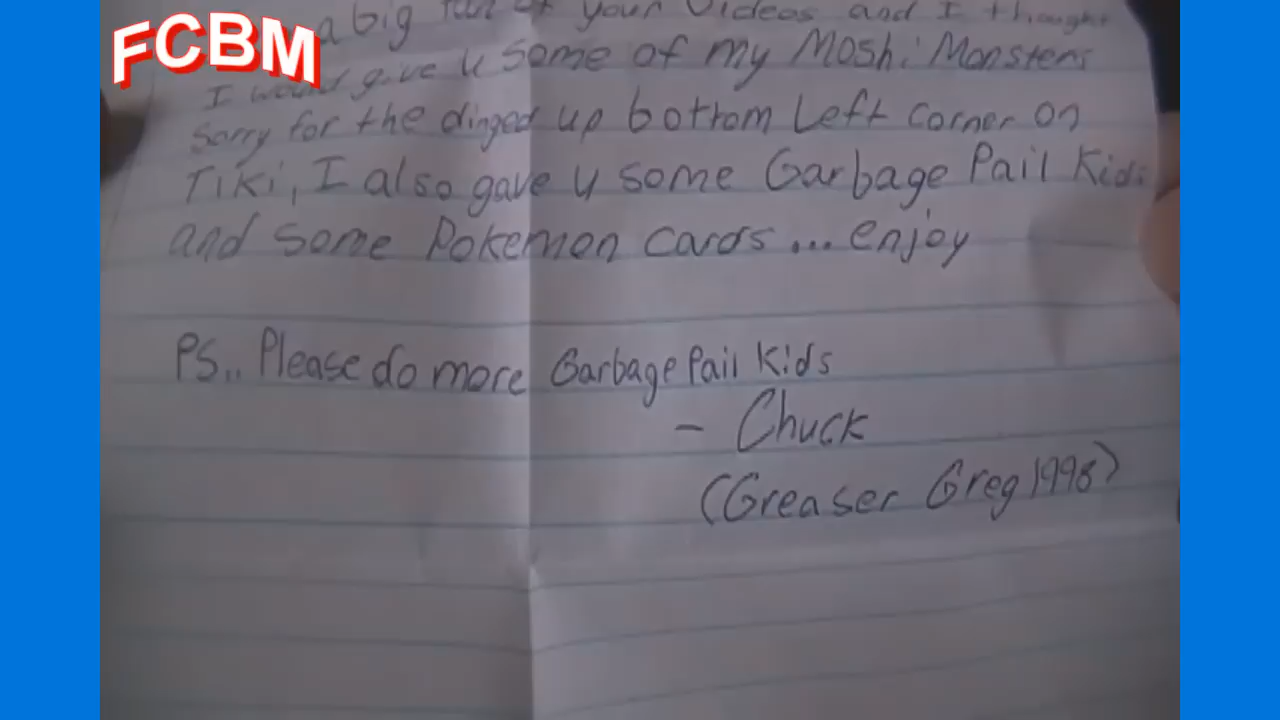 FCBM
a big fan of your videos and I thought
I would give u some of my Moshi Monsters
Sorry for the dinged up bottom Left corner on
Tiki, I also gave u some Garbage Pail Kids
and some Pokemon cards... enjoy
PS.. Please do more Garbage Pail Kids
- Chuck
(Greaser Greg 1998)